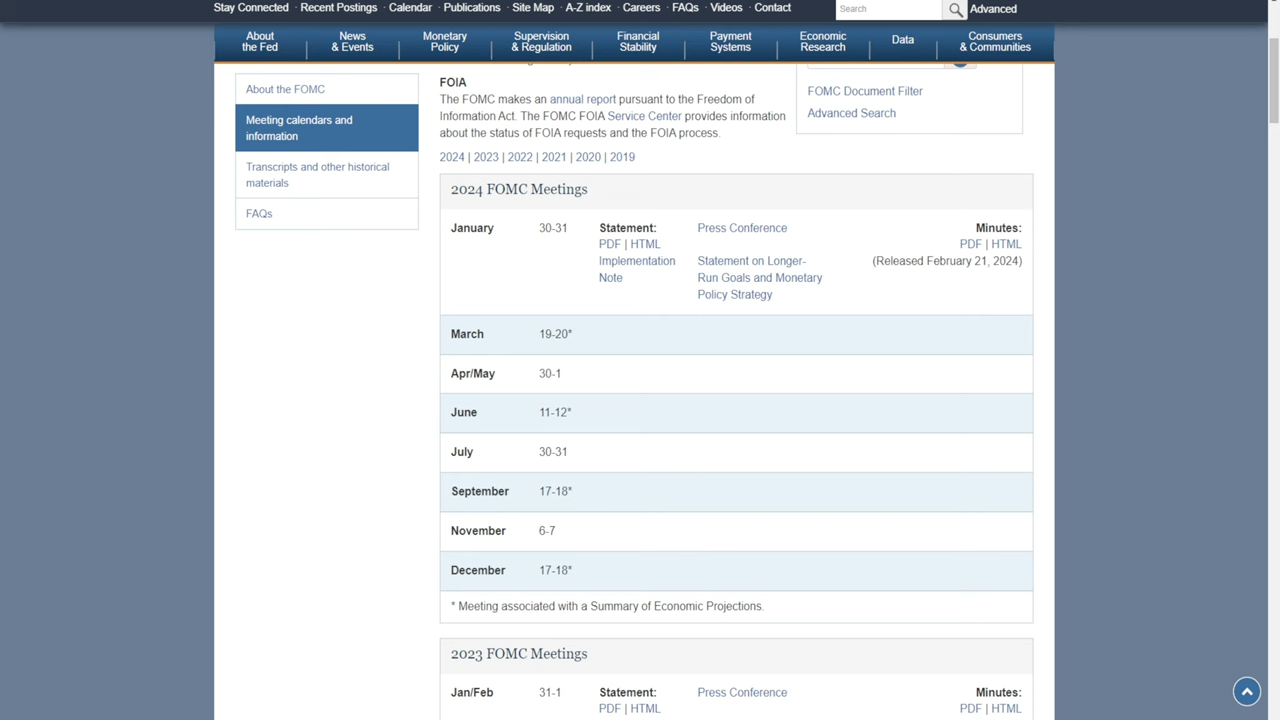 Stay Connected · Recent Postings · Calendar · Publications · Site Map · A-Z index · Careers · FAQs · Videos · Contact
Search
Advanced
About the Fed
News & Events
Monetary Policy
Supervision & Regulation
Financial Stability
Payment Systems
Economic Research
Data
Consumers & Communities
About the FOMC
Meeting calendars and
information
Transcripts and other historical
materials
FAQs
FOIA
The FOMC makes an annual report pursuant to the Freedom of
Information Act. The FOMC FOIA Service Center provides information
about the status of FOIA requests and the FOIA process.
FOMC Document Filter
Advanced Search
2024 | 2023 | 2022 | 2021 | 2020 | 2019
2024 FOMC Meetings
January 30-31 Statement: Press Conference Minutes:
PDF | HTML PDF | HTML
Implementation Statement on Longer- (Released February 21, 2024)
Note Run Goals and Monetary
Policy Strategy
March 19-20*
Apr/May 30-1
June 11-12*
July 30-31
September 17-18*
November 6-7
December 17-18*
* Meeting associated with a Summary of Economic Projections.
2023 FOMC Meetings
Jan/Feb 31-1 Statement: Press Conference Minutes:
PDF | HTML PDF | HTML